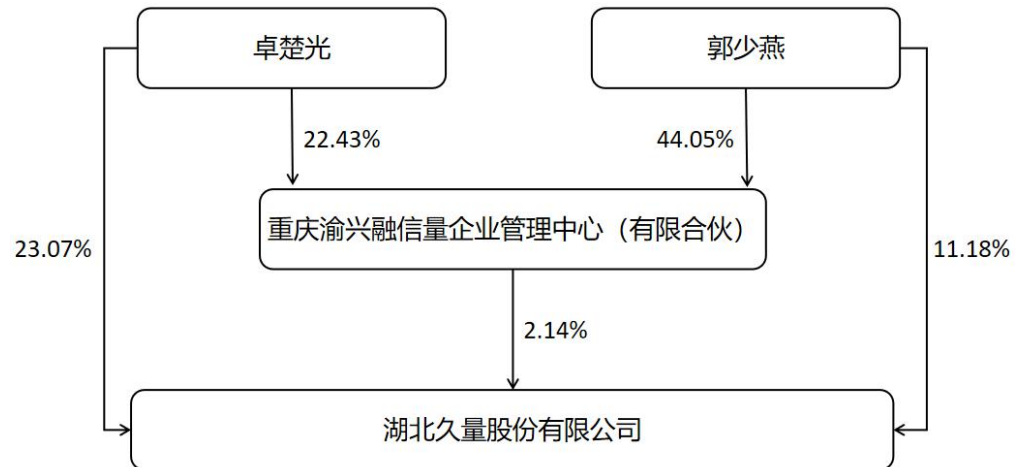 卓楚光
郭少燕
22.43%
44.05%
重庆渝兴融信量企业管理中心（有限合伙）
23.07%
11.18%
2.14%
湖北久量股份有限公司